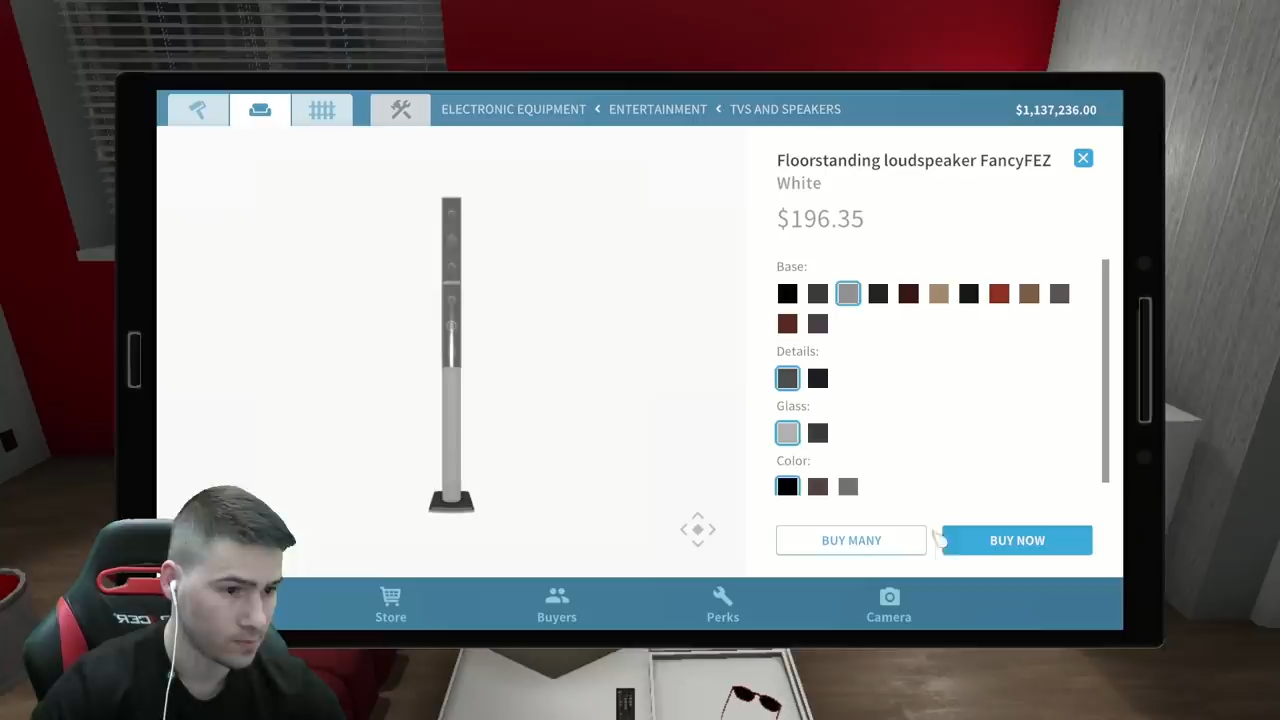 ELECTRONIC EQUIPMENT < ENTERTAINMENT < TVS AND SPEAKERS $1,137,236.00
Floorstanding loudspeaker FancyFEZ
White
$196.35
Base:
Details:
Glass:
Color:
BUY MANY BUY NOW
Store Buyers Perks Camera